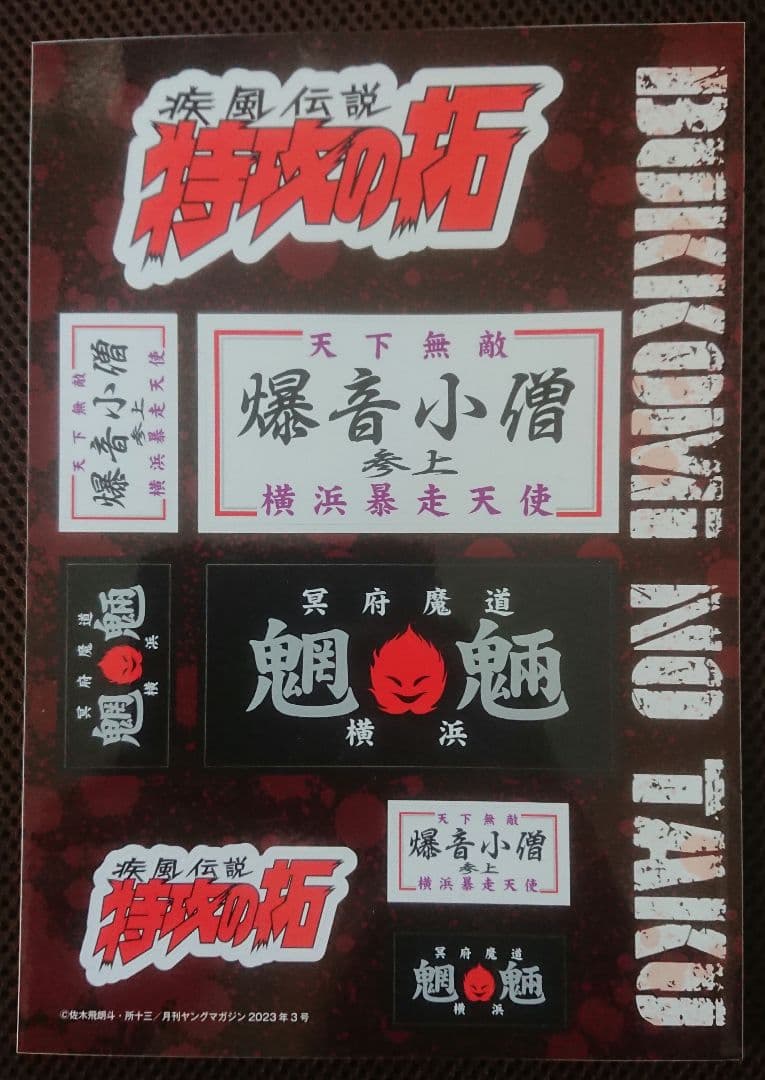 疾風伝説
特攻の拓
BUKKOMI NO TAKU
天下無敵
爆音小僧
参上
横浜暴走天使
天下無敵
爆音小僧
参上
横浜暴走天使
冥府魔道
魍魎
横浜
冥府魔道
魍魎
横浜
疾風伝説
特攻の拓
天下無敵
爆音小僧
参上
横浜暴走天使
冥府魔道
魍魎
横浜
©佐木飛朗斗・所十三／月刊ヤングマガジン2023年3号